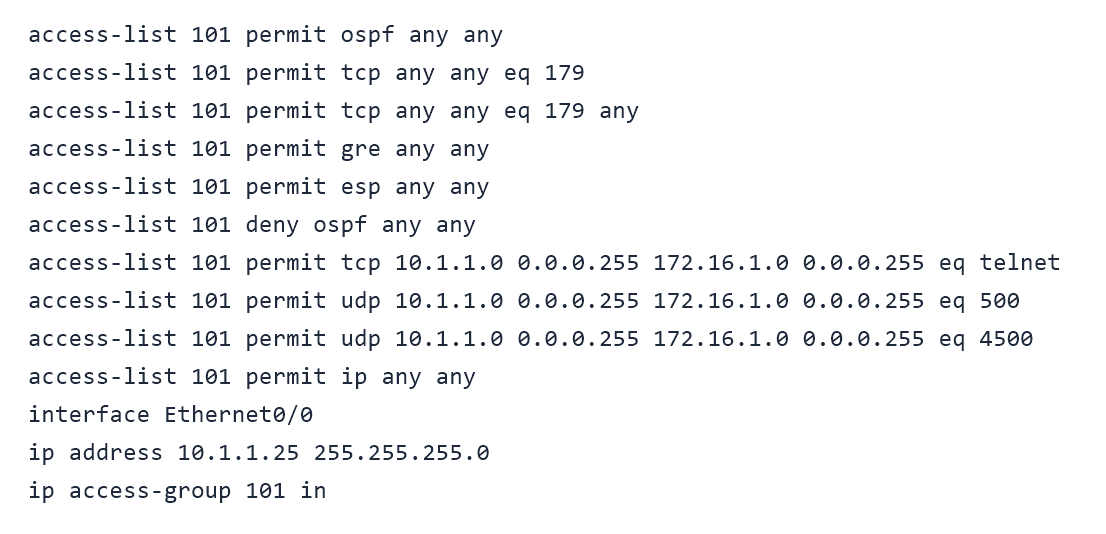 access-list 101 permit ospf any any
access-list 101 permit tcp any any eq 179
access-list 101 permit tcp any any eq 179 any
access-list 101 permit gre any any
access-list 101 permit esp any any
access-list 101 deny ospf any any
access-list 101 permit tcp 10.1.1.0 0.0.0.255 172.16.1.0 0.0.0.255 eq telnet
access-list 101 permit udp 10.1.1.0 0.0.0.255 172.16.1.0 0.0.0.255 eq 500
access-list 101 permit udp 10.1.1.0 0.0.0.255 172.16.1.0 0.0.0.255 eq 4500
access-list 101 permit ip any any
interface Ethernet0/0
ip address 10.1.1.25 255.255.255.0
ip access-group 101 in